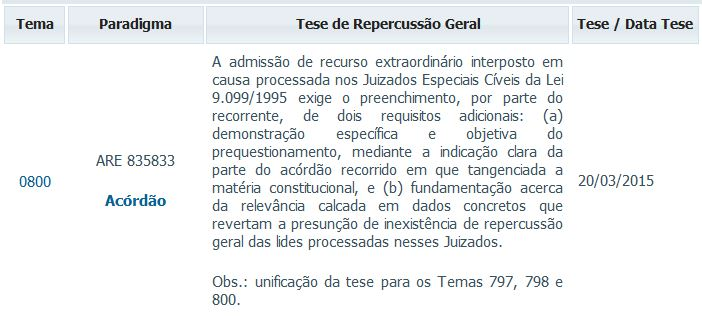 Tema Paradigma Tese de Repercussão Geral Tese / Data Tese
A admissão de recurso extraordinário interposto em
causa processada nos Juizados Especiais Cíveis da Lei
9.099/1995 exige o preenchimento, por parte do
recorrente, de dois requisitos adicionais: (a)
demonstração específica e objetiva do
prequestionamento, mediante a indicação clara da
parte do acórdão recorrido em que tangenciada a
matéria constitucional, e (b) fundamentação acerca
da relevância calcada em dados concretos que
revertam a presunção de inexistência de repercussão
geral das lides processadas nesses Juizados.
Obs.: unificação da tese para os Temas 797, 798 e
800.
0800
ARE 835833
Acórdão
20/03/2015